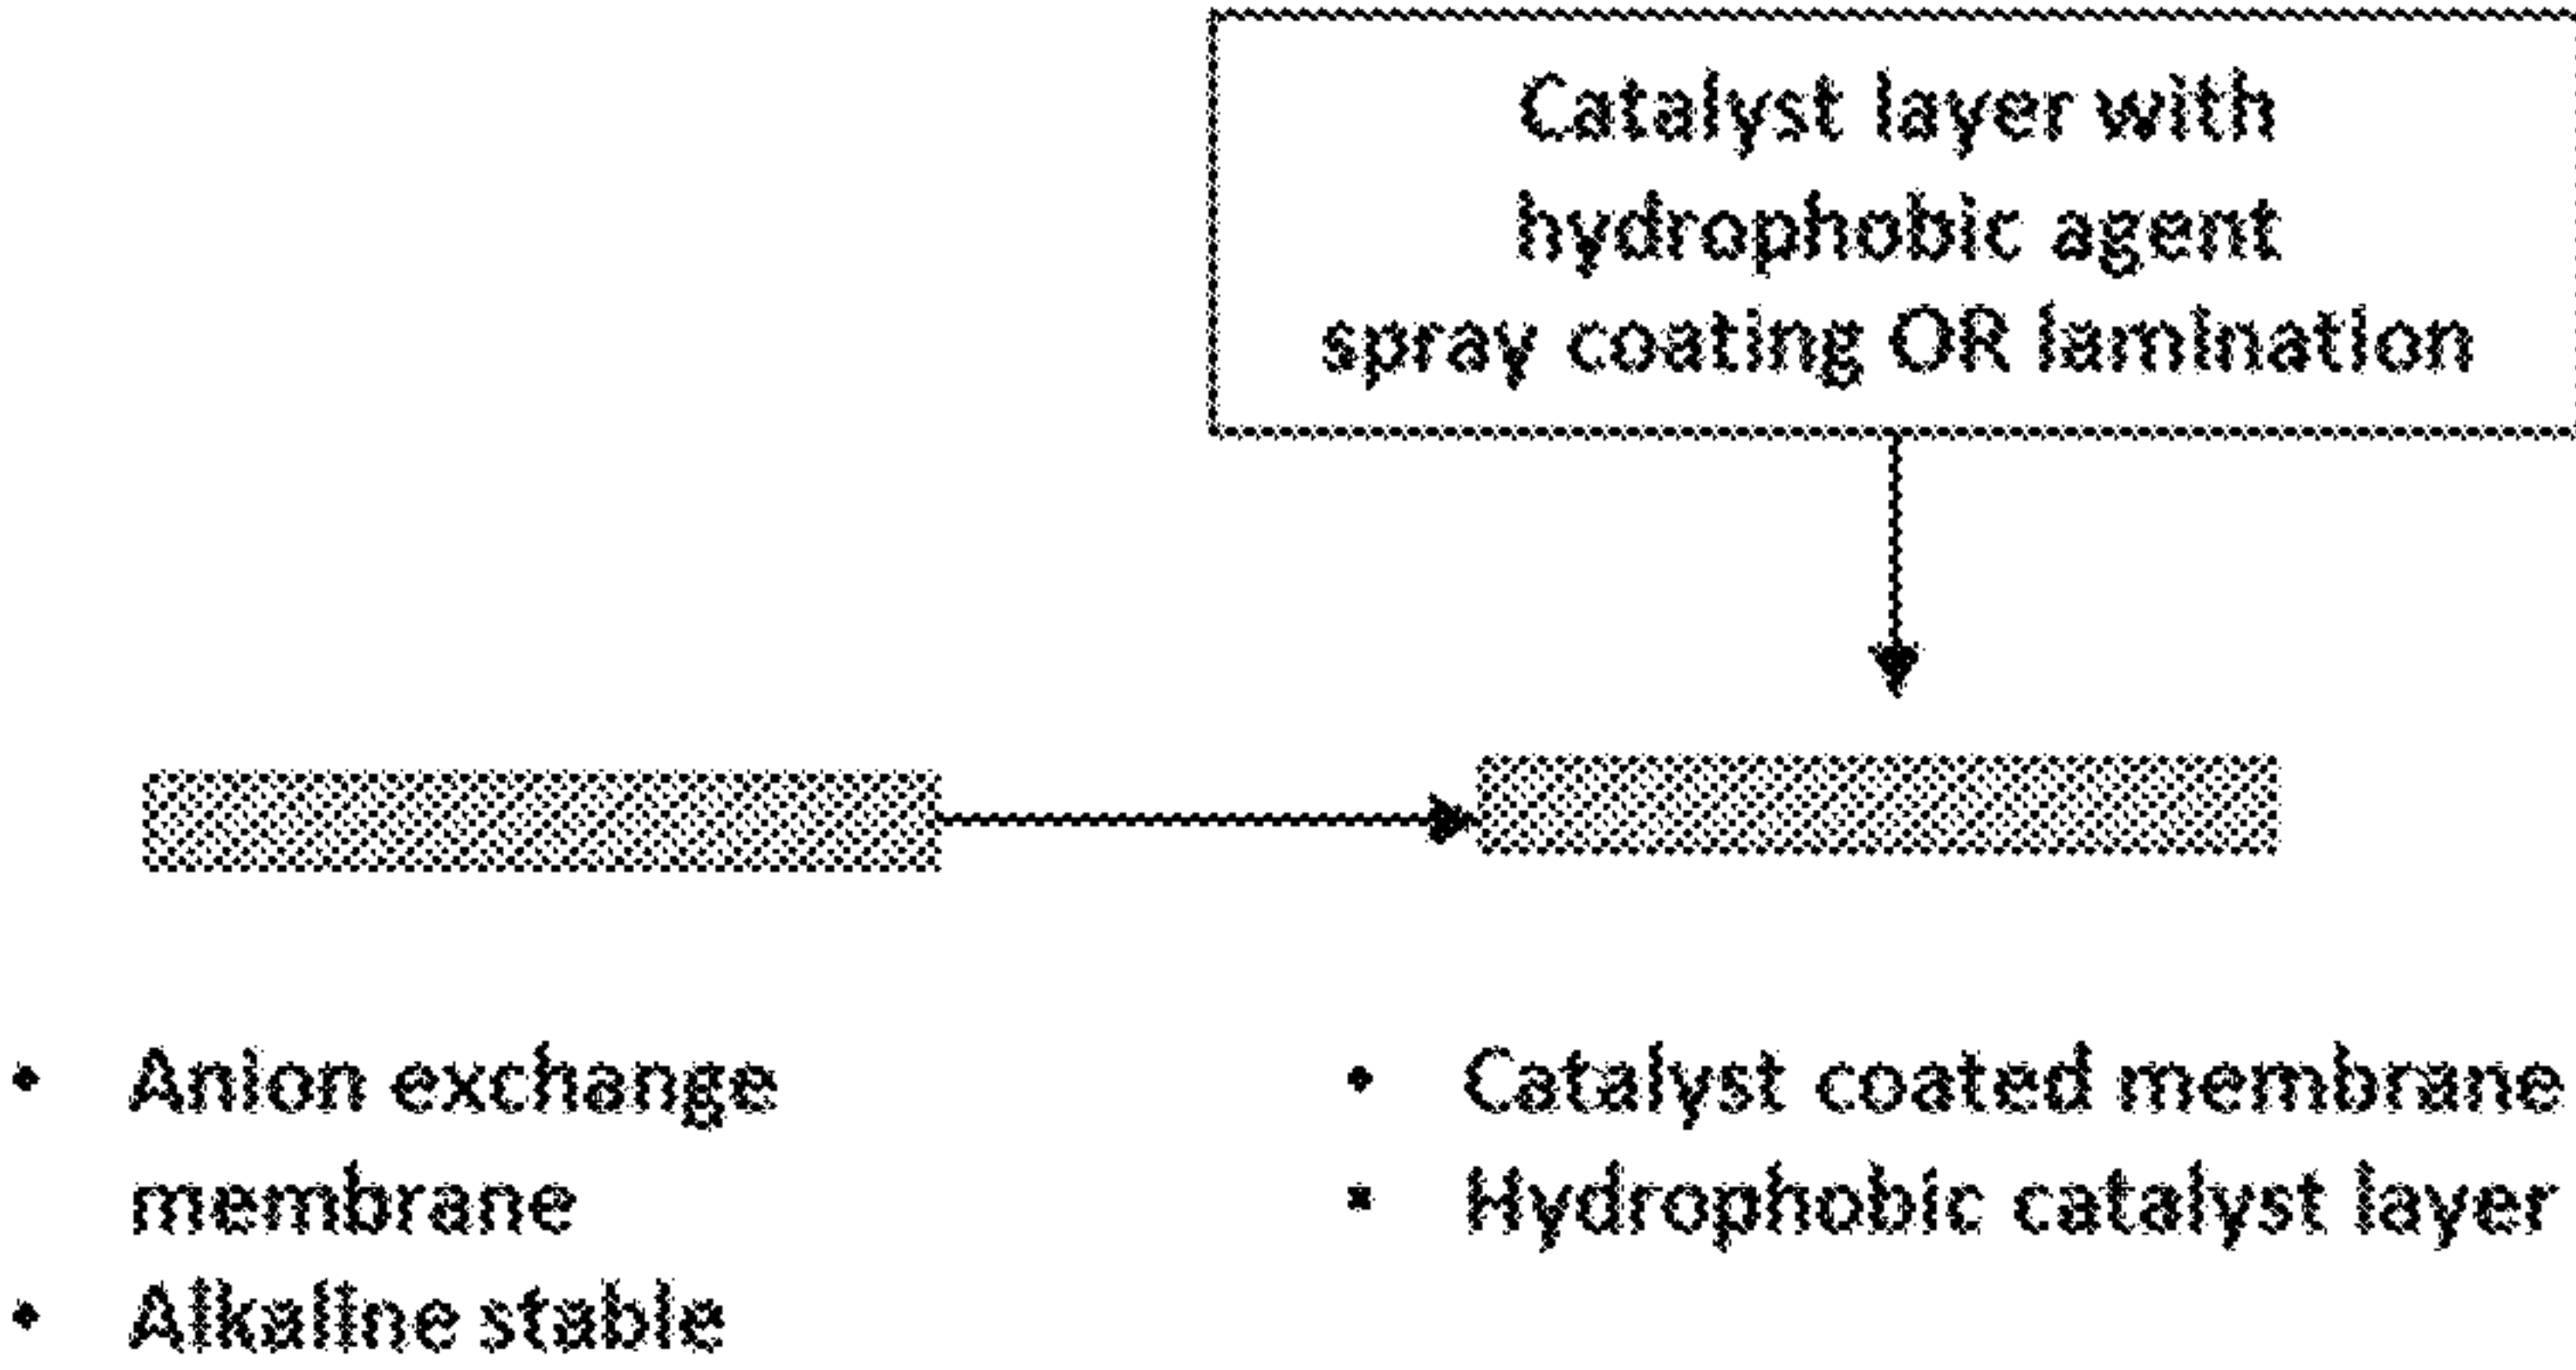 Catalyst layer with
hydrophobic agent
spray coating OR lamination
• Anion exchange
membrane
• Alkaline stable
• Catalyst coated membrane
• Hydrophobic catalyst layer